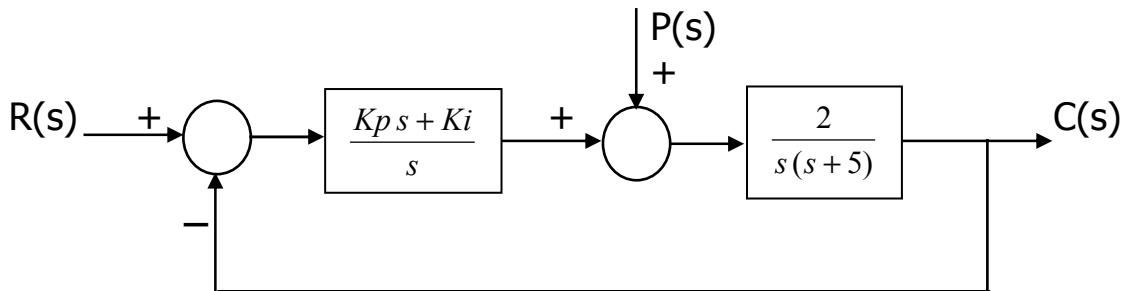 P(s)
+
R(s) + − Kp s + Ki / s + 2 / s (s + 5) C(s)